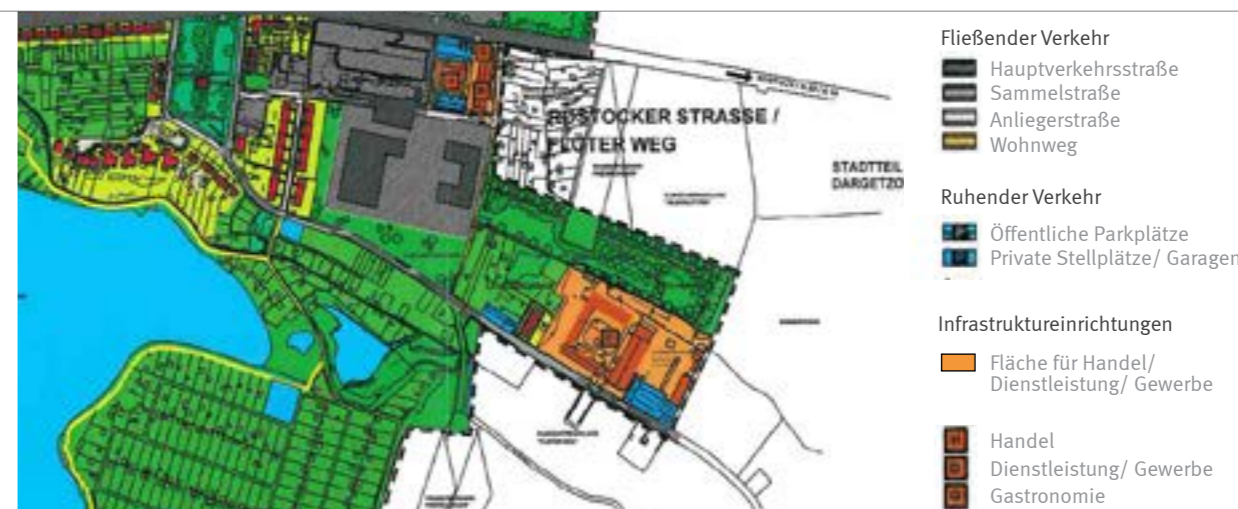 ROSTOCKER STRASSE /
FLÖTER WEG
STADTTEIL
DARGETZO
Fließender Verkehr
Hauptverkehrsstraße
Sammelstraße
Anliegerstraße
Wohnweg
Ruhender Verkehr
Öffentliche Parkplätze
Private Stellplätze/ Garagen
Infrastruktureinrichtungen
Fläche für Handel/
Dienstleistung/ Gewerbe
Handel
Dienstleistung/ Gewerbe
Gastronomie